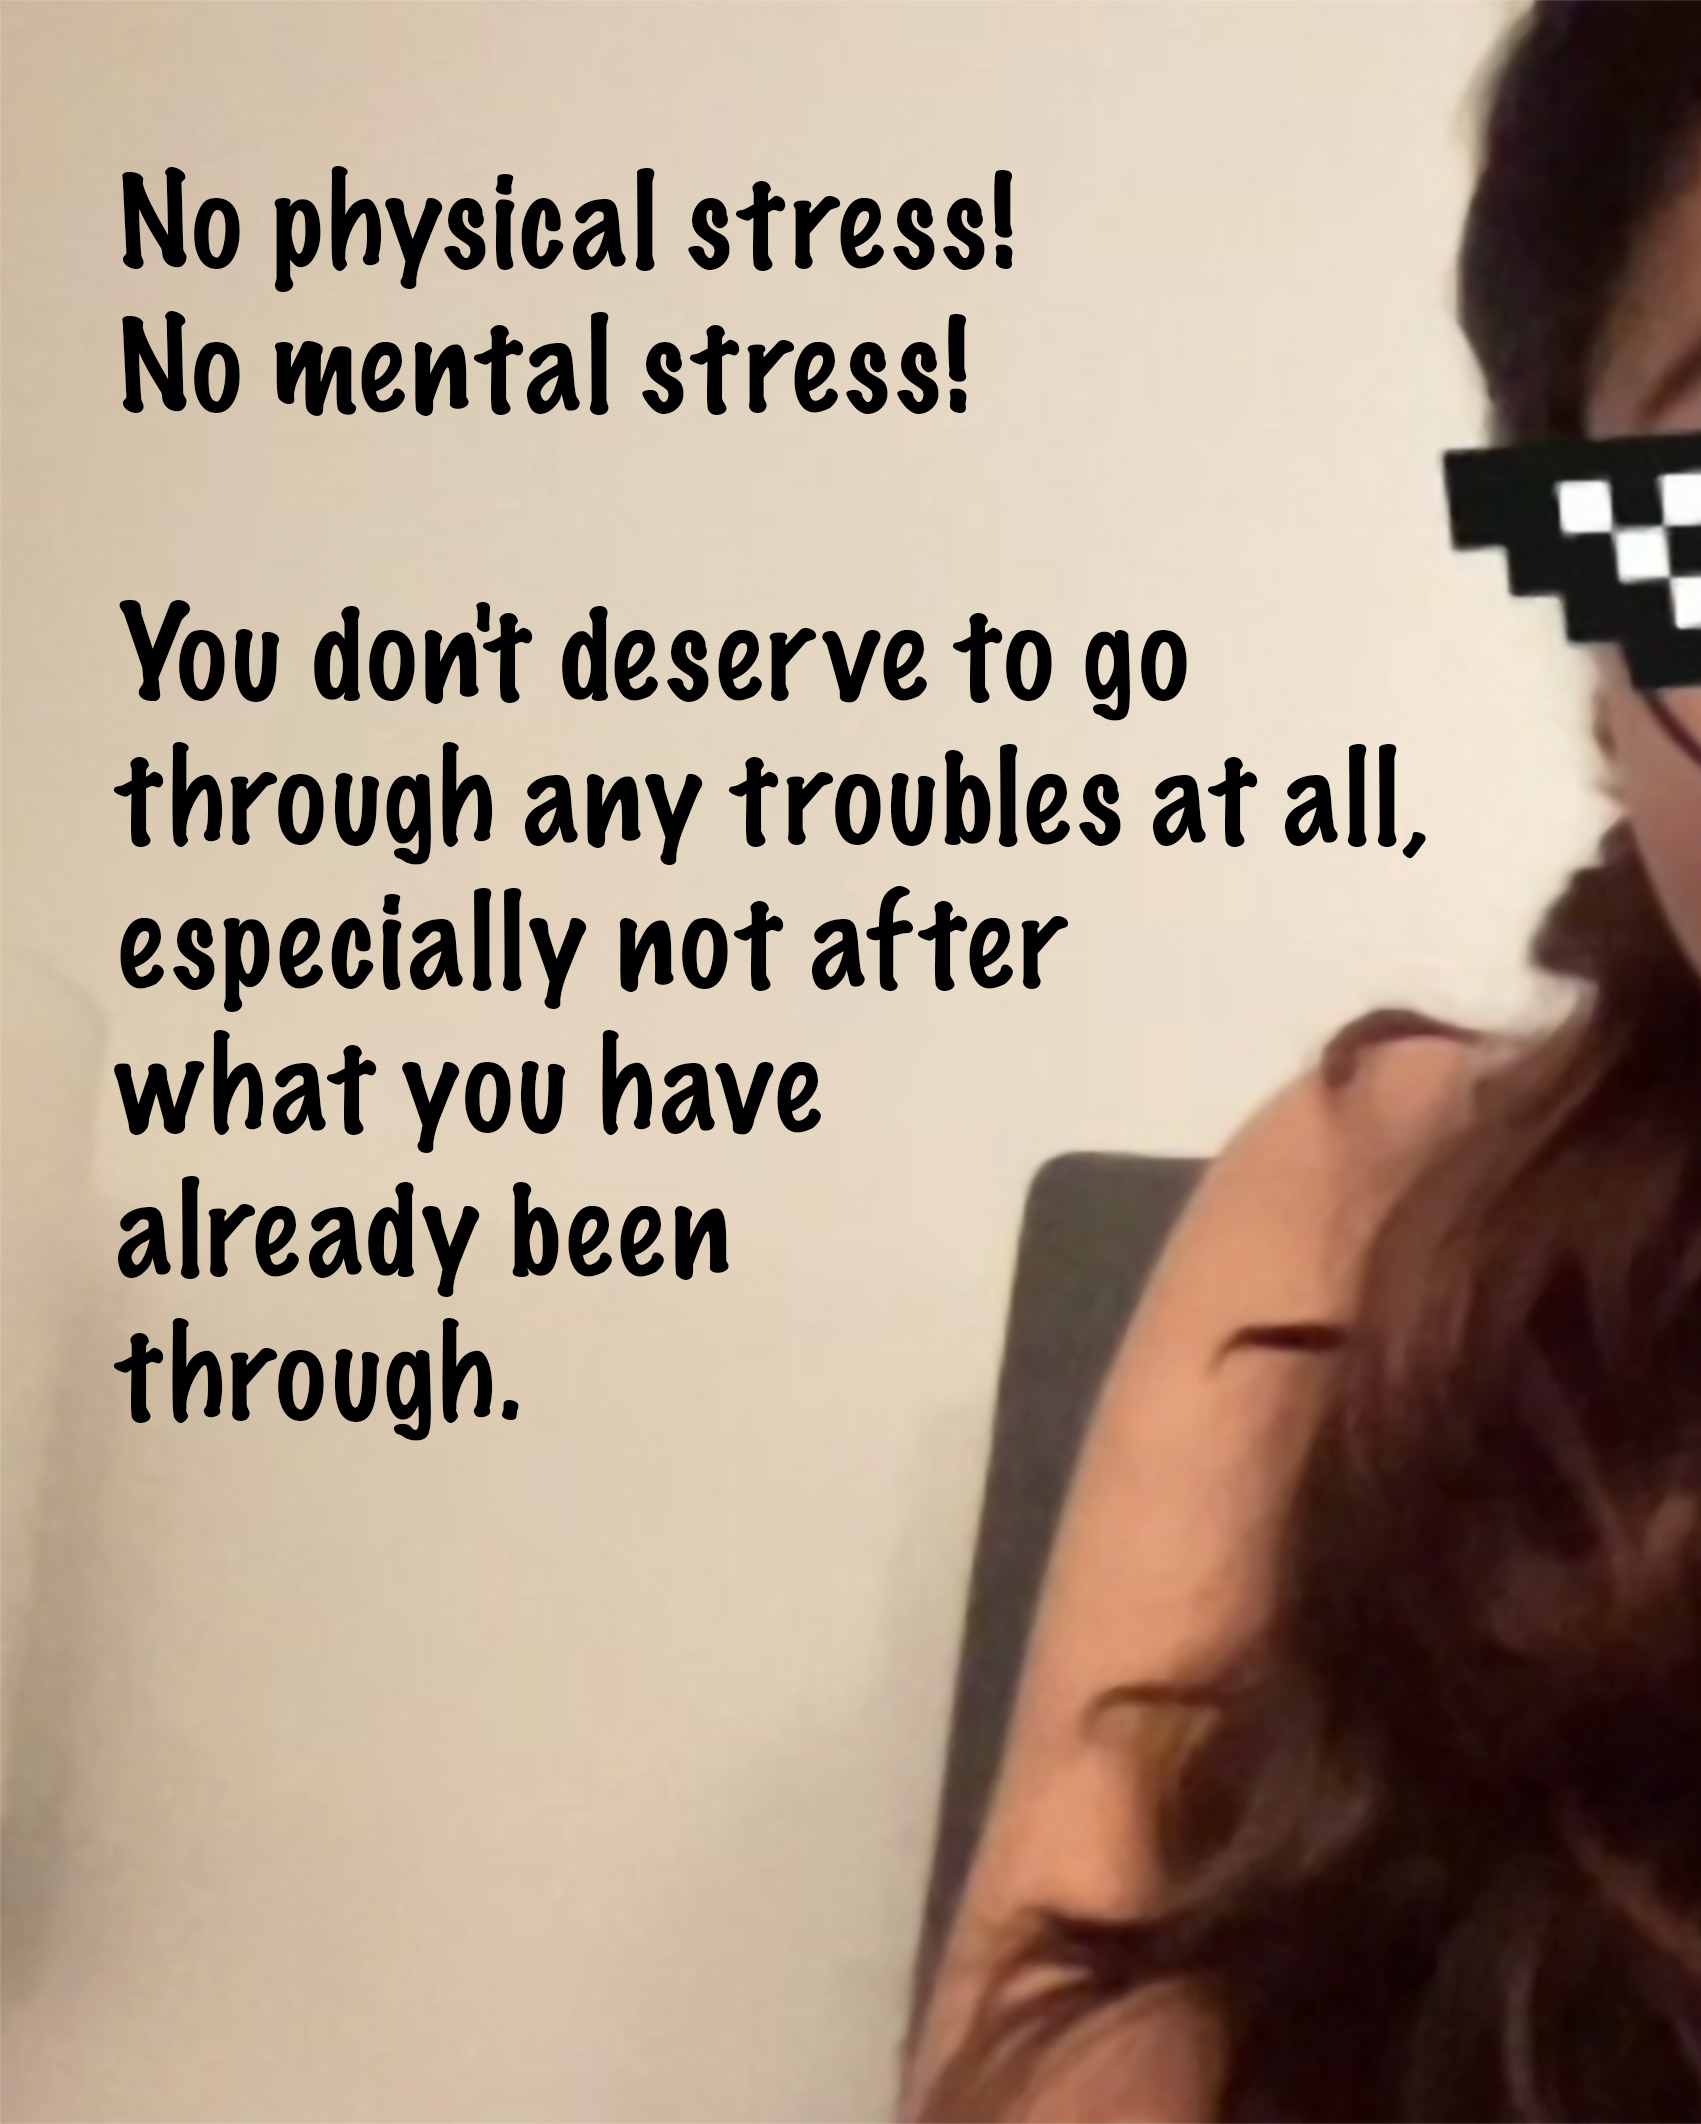 No physical stress!
No mental stress!
You don't deserve to go
through any troubles at all,
especially not after
what you have
already been
through.